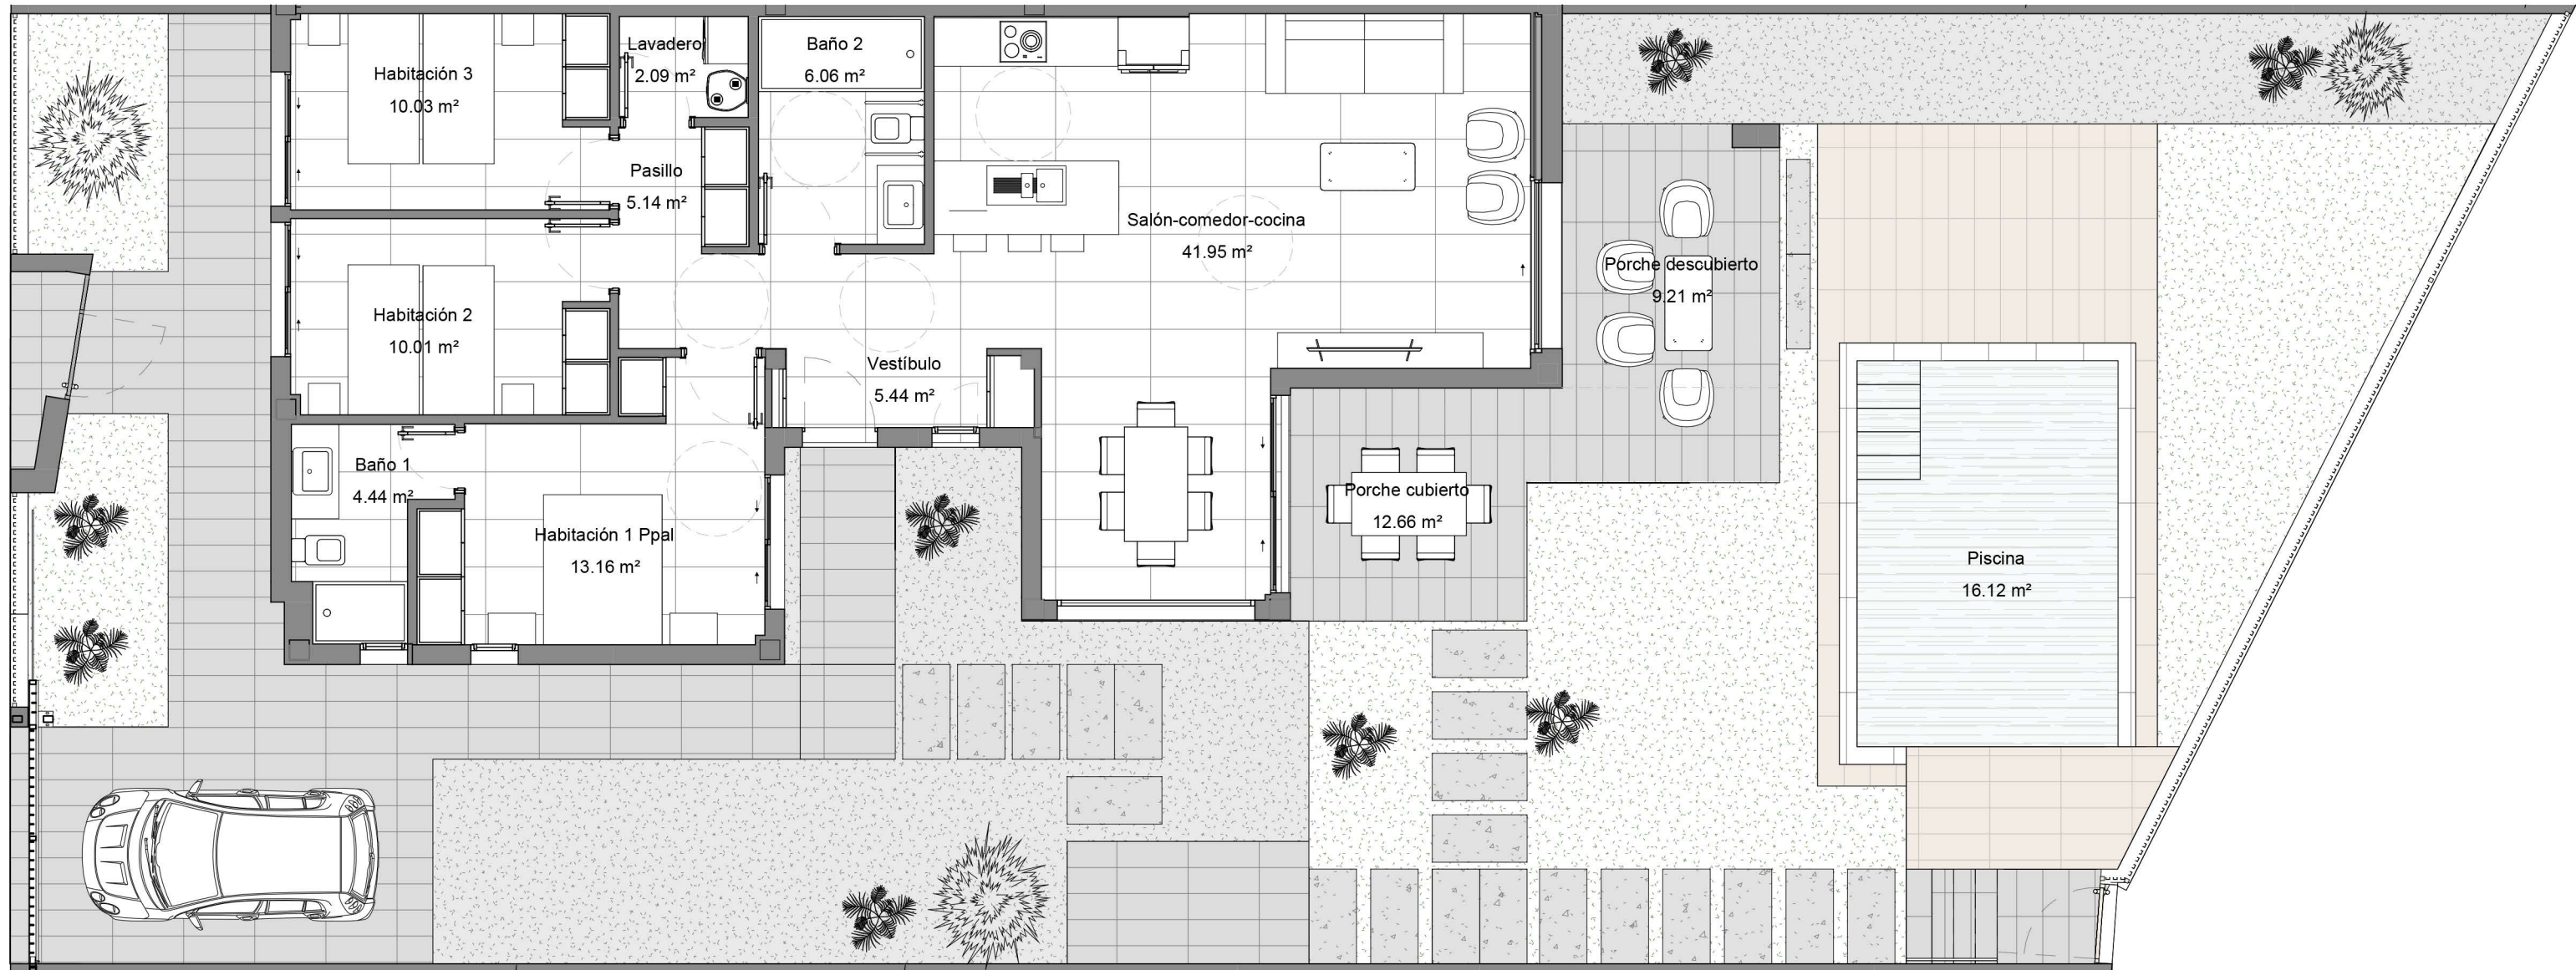 Habitación 3
10.03 m²
Lavadero
2.09 m²
Baño 2
6.06 m²
Pasillo
5.14 m²
Salón-comedor-cocina
41.95 m²
Porche descubierto
9.21 m²
Habitación 2
10.01 m²
Vestíbulo
5.44 m²
Baño 1
4.44 m²
Habitación 1 Ppal
13.16 m²
Porche cubierto
12.66 m²
Piscina
16.12 m²